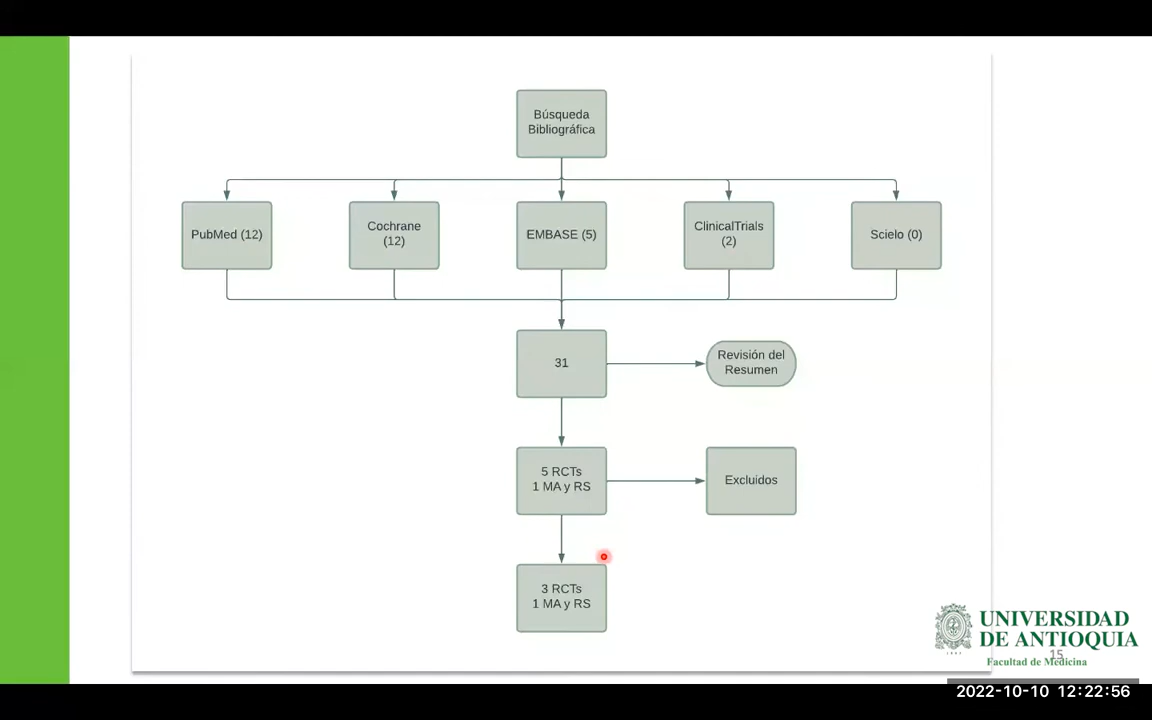 Búsqueda
Bibliográfica
PubMed (12)
Cochrane
(12)
EMBASE (5)
ClinicalTrials
(2)
Scielo (0)
31
Revisión del
Resumen
5 RCTs
1 MA y RS
Excluidos
3 RCTs
1 MA y RS
UNIVERSIDAD
DE ANTIOQUIA
Facultad de Medicina
15
2022-10-10 12:22:56